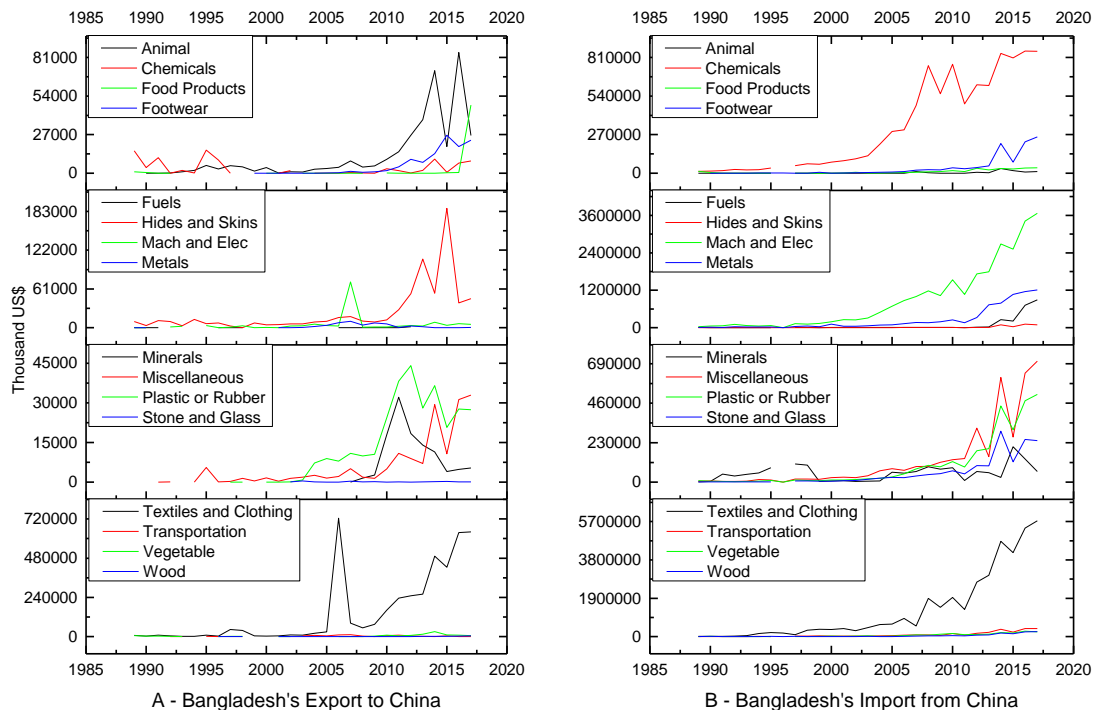 1985 1990 1995 2000 2005 2010 2015 2020
81000
54000
27000
0
Animal
Chemicals
Food Products
Footwear
183000
122000
61000
0
Fuels
Hides and Skins
Mach and Elec
Metals
Thousand US$
45000
30000
15000
0
Minerals
Miscellaneous
Plastic or Rubber
Stone and Glass
720000
480000
240000
0
Textiles and Clothing
Transportation
Vegetable
Wood
1985 1990 1995 2000 2005 2010 2015 2020
A - Bangladesh's Export to China
1985 1990 1995 2000 2005 2010 2015 2020
810000
540000
270000
0
Animal
Chemicals
Food Products
Footwear
3600000
2400000
1200000
0
Fuels
Hides and Skins
Mach and Elec
Metals
690000
460000
230000
0
Minerals
Miscellaneous
Plastic or Rubber
Stone and Glass
5700000
3800000
1900000
0
Textiles and Clothing
Transportation
Vegetable
Wood
1985 1990 1995 2000 2005 2010 2015 2020
B - Bangladesh's Import from China